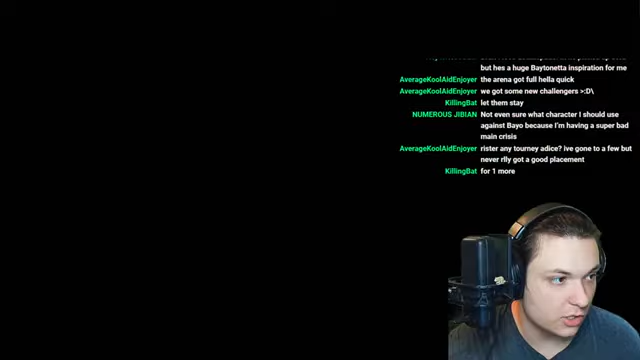 but hes a huge Baytonetta inspiration for me
AverageKoolAidEnjoyer the arena got full hella quick
AverageKoolAidEnjoyer we got some new challengers >:D\
KillingBat let them stay
NUMEROUS JIBIAN Not even sure what character I should use
against Bayo because I'm having a super bad
main crisis
AverageKoolAidEnjoyer rister any tourney adice? ive gone to a few but
never rlly got a good placement
KillingBat for 1 more